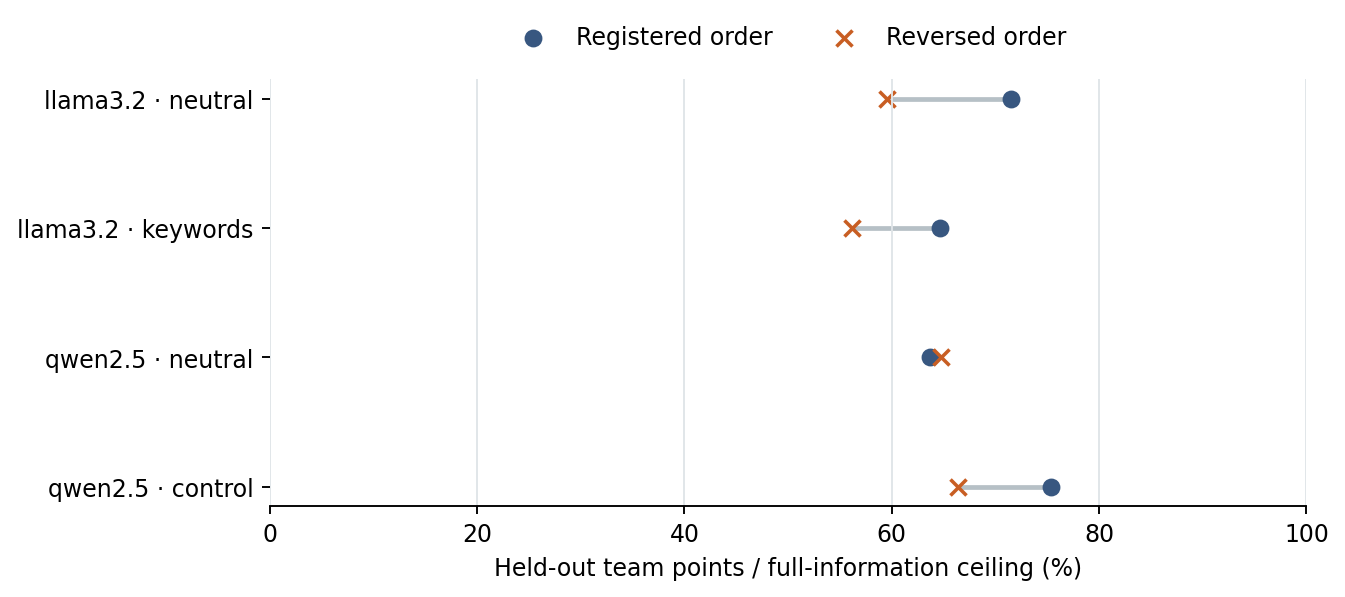 Registered order
Reversed order
llama3.2 · neutral
llama3.2 · keywords
qwen2.5 · neutral
qwen2.5 · control
0 20 40 60 80 100
Held-out team points / full-information ceiling (%)